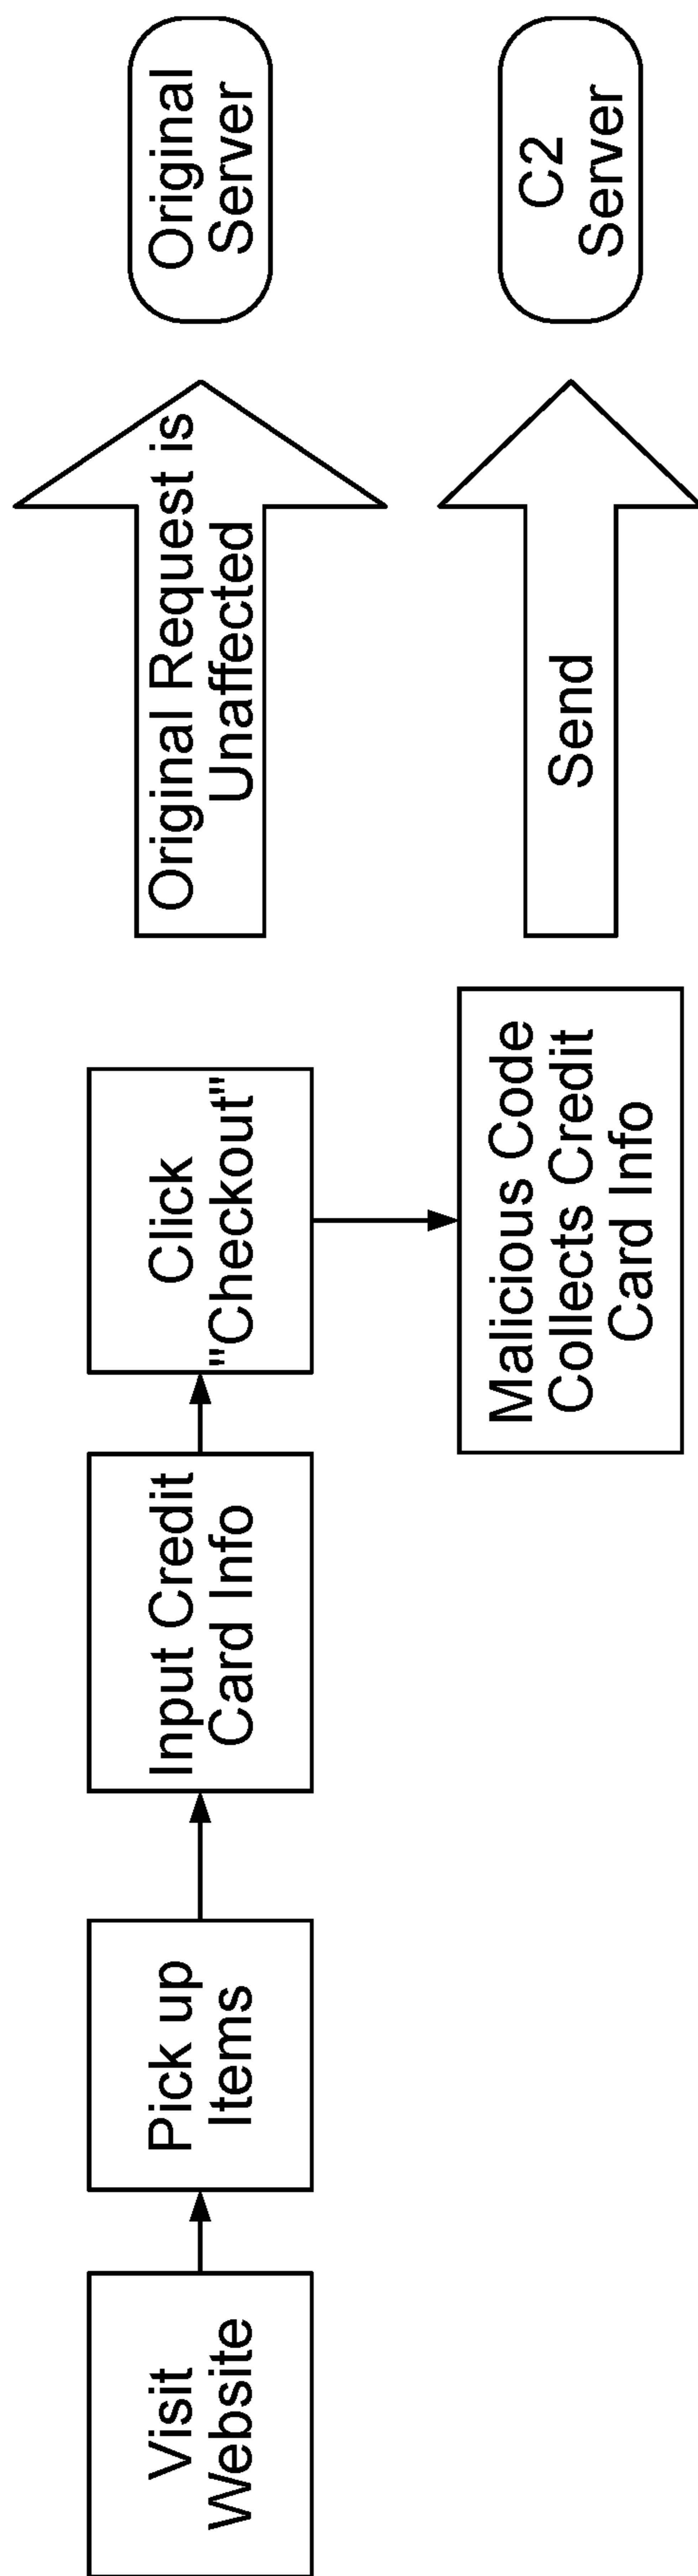 Visit
Website
Pick up
Items
Input Credit
Card Info
Click
"Checkout"
Original Request is
Unaffected
Original
Server
Malicious Code
Collects Credit
Card Info
Send
C2
Server